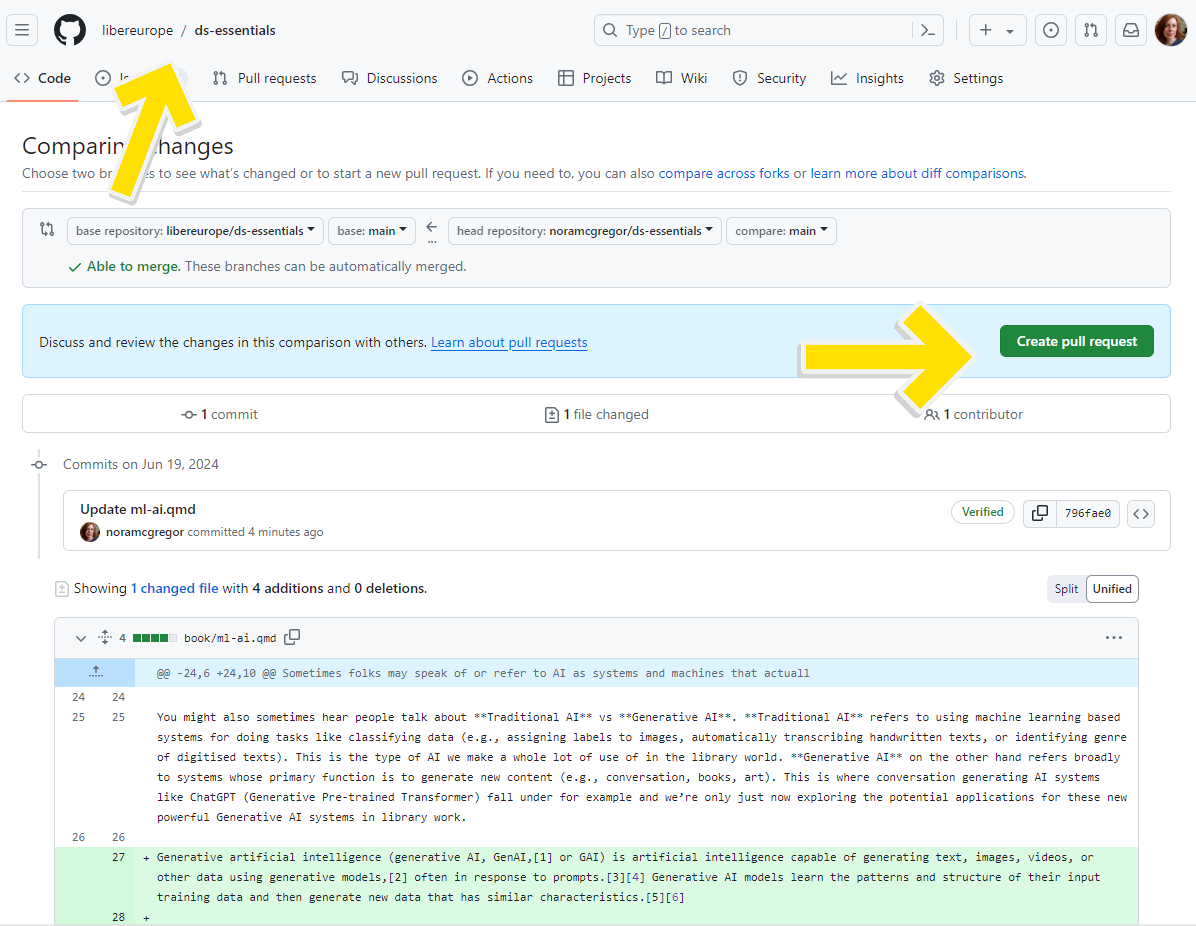 libereurope / ds-essentials
Type / to search
Code
Pull requests
Discussions
Actions
Projects
Wiki
Security
Insights
Settings
Comparing changes
Choose two branches to see what's changed or to start a new pull request. If you need to, you can also compare across forks or learn more about diff comparisons.
base repository: libereurope/ds-essentials
base: main
...
head repository: noramcgregor/ds-essentials
compare: main
Able to merge. These branches can be automatically merged.
Discuss and review the changes in this comparison with others. Learn about pull requests
Create pull request
1 commit
1 file changed
1 contributor
Commits on Jun 19, 2024
Update ml-ai.qmd
noramcgregor committed 4 minutes ago
Verified
796fae0
Showing 1 changed file with 4 additions and 0 deletions.
Split
Unified
4
book/ml-ai.qmd
@@ -24,6 +24,10 @@ Sometimes folks may speak of or refer to AI as systems and machines that actuall
24 24
25 25 You might also sometimes hear people talk about **Traditional AI** vs **Generative AI**. **Traditional AI** refers to using machine learning based
systems for doing tasks like classifying data (e.g., assigning labels to images, automatically transcribing handwritten texts, or identifying genre
of digitised texts). This is the type of AI we make a whole lot of use of in the library world. **Generative AI** on the other hand refers broadly
to systems whose primary function is to generate new content (e.g., conversation, books, art). This is where conversation generating AI systems
like ChatGPT (Generative Pre-trained Transformer) fall under for example and we're only just now exploring the potential applications for these new
powerful Generative AI systems in library work.
26 26
27 + Generative artificial intelligence (generative AI, GenAI,[1] or GAI) is artificial intelligence capable of generating text, images, videos, or
other data using generative models,[2] often in response to prompts.[3][4] Generative AI models learn the patterns and structure of their input
training data and then generate new data that has similar characteristics.[5][6]
28 +